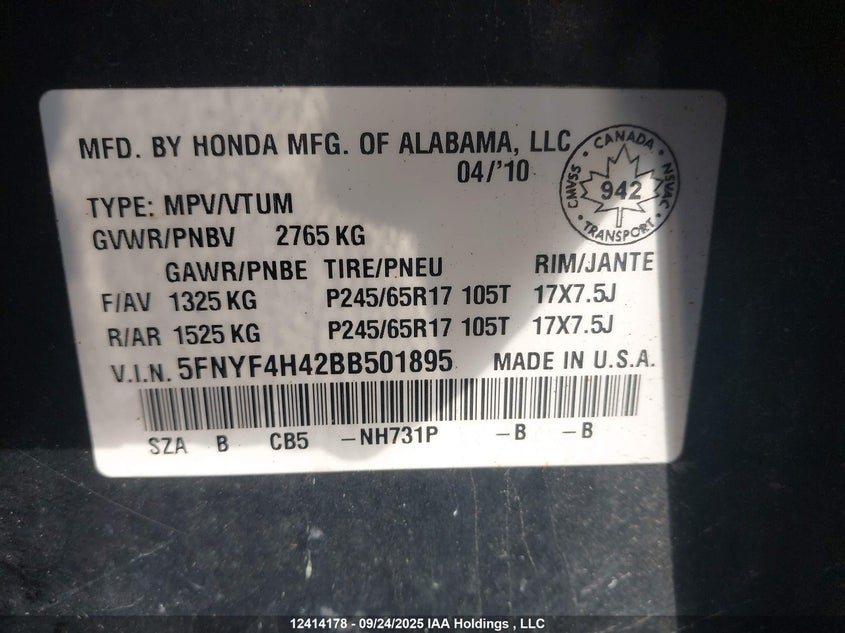 MFD. BY HONDA MFG. OF ALABAMA, LLC
04/'10
CANADA
CMVSS
942
NSVAC
TRANSPORT
TYPE: MPV/VTUM
GVWR/PNBV 2765 KG
GAWR/PNBE TIRE/PNEU RIM/JANTE
F/AV 1325 KG P245/65R17 105T 17X7.5J
R/AR 1525 KG P245/65R17 105T 17X7.5J
V.I.N. 5FNYF4H42BB501895 MADE IN U.S.A.
SZA B CB5 –NH731P –B –B
12414178 - 09/24/2025 IAA Holdings , LLC